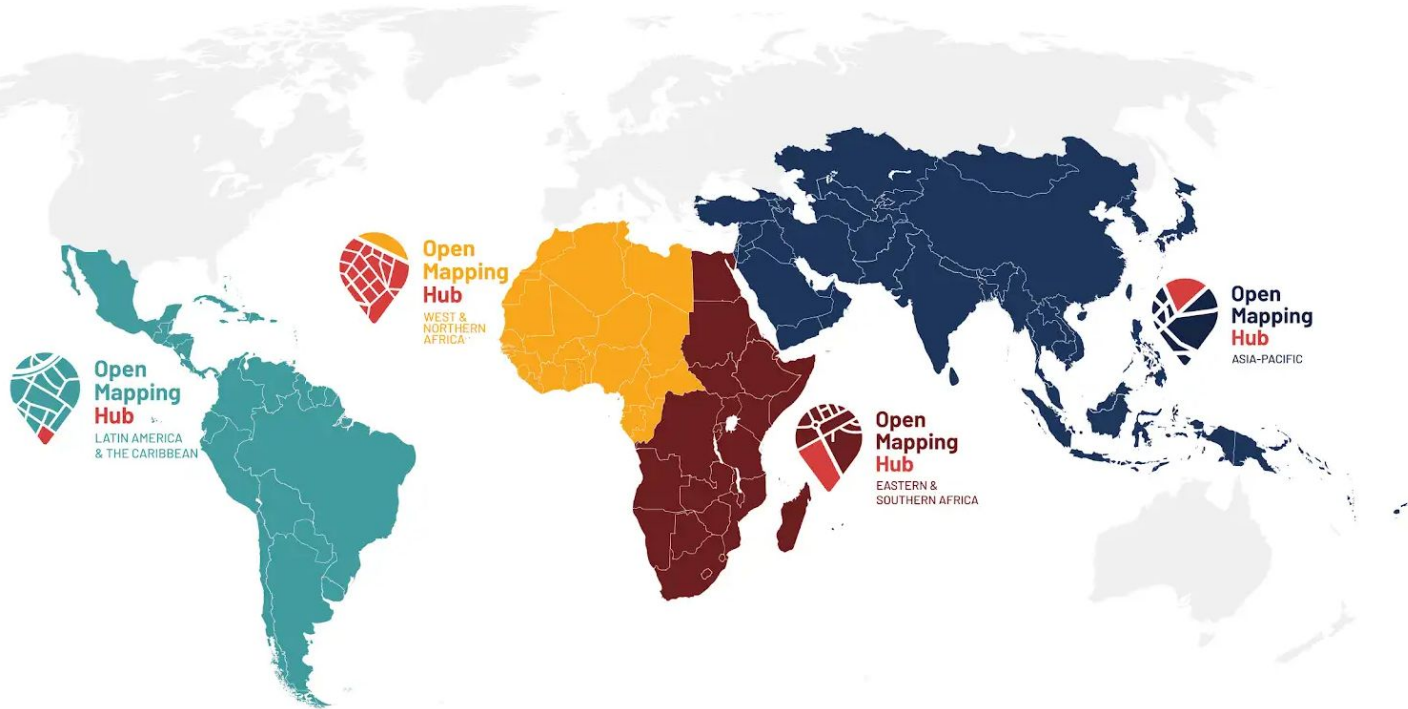 Open
Mapping
Hub
WEST &
NORTHERN
AFRICA
Open
Mapping
Hub
ASIA-PACIFIC
Open
Mapping
Hub
LATIN AMERICA
& THE CARIBBEAN
Open
Mapping
Hub
EASTERN &
SOUTHERN AFRICA